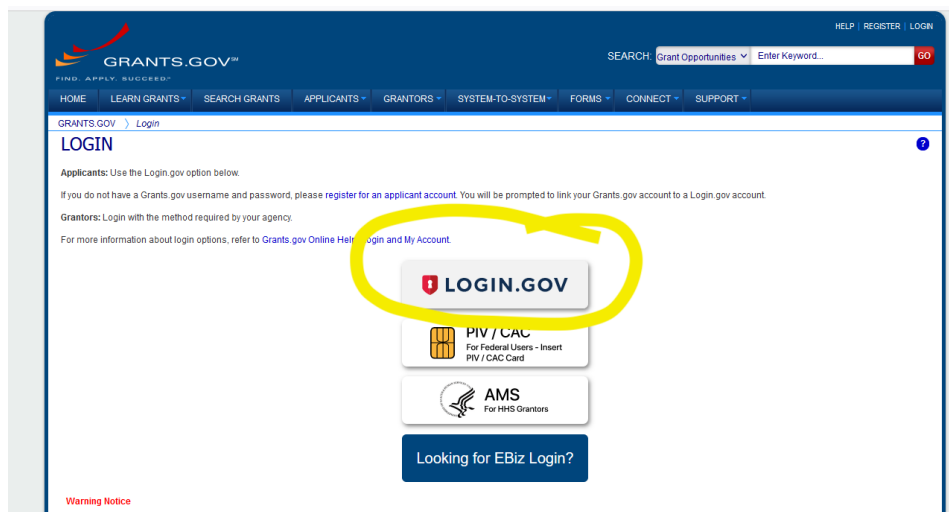 HELP | REGISTER | LOGIN
GRANTS.GOV℠
FIND. APPLY. SUCCEED.℠
SEARCH: Grant Opportunities Enter Keyword... GO
HOME LEARN GRANTS SEARCH GRANTS APPLICANTS GRANTORS SYSTEM-TO-SYSTEM FORMS CONNECT SUPPORT
GRANTS.GOV 〉 Login
LOGIN ?
Applicants: Use the Login.gov option below.
If you do not have a Grants.gov username and password, please register for an applicant account. You will be prompted to link your Grants.gov account to a Login.gov account.
Grantors: Login with the method required by your agency.
For more information about login options, refer to Grants.gov Online Help Login and My Account.
LOGIN.GOV
PIV / CAC
For Federal Users - Insert
PIV / CAC Card
AMS
For HHS Grantors
Looking for EBiz Login?
Warning Notice